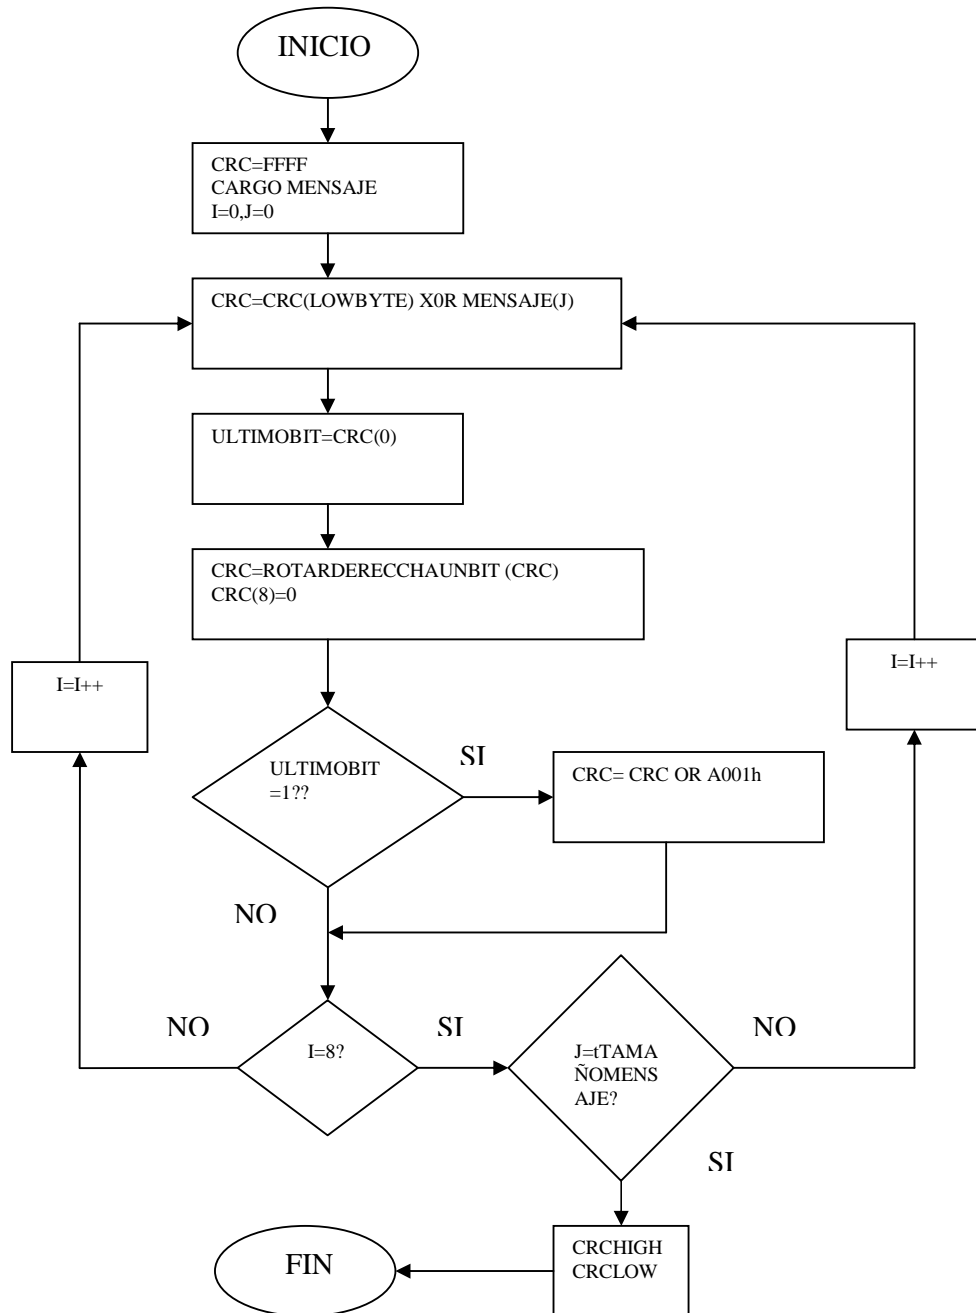 INICIO
CRC=FFFF
CARGO MENSAJE
I=0,J=0
CRC=CRC(LOWBYTE) X0R MENSAJE(J)
ULTIMOBIT=CRC(0)
CRC=ROTARDERECCHAUNBIT (CRC)
CRC(8)=0
I=I++
I=I++
ULTIMOBIT
=1??
SI
CRC= CRC OR A001h
NO
NO
I=8?
SI
J=tTAMA
ÑOMENS
AJE?
NO
SI
CRCHIGH
CRCLOW
FIN